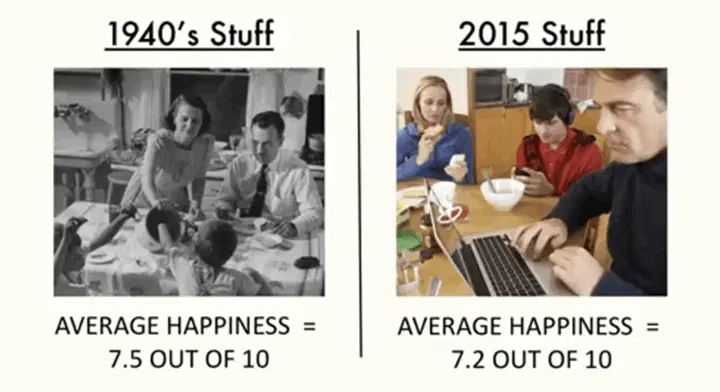 1940's Stuff
AVERAGE HAPPINESS =
7.5 OUT OF 10
2015 Stuff
AVERAGE HAPPINESS =
7.2 OUT OF 10